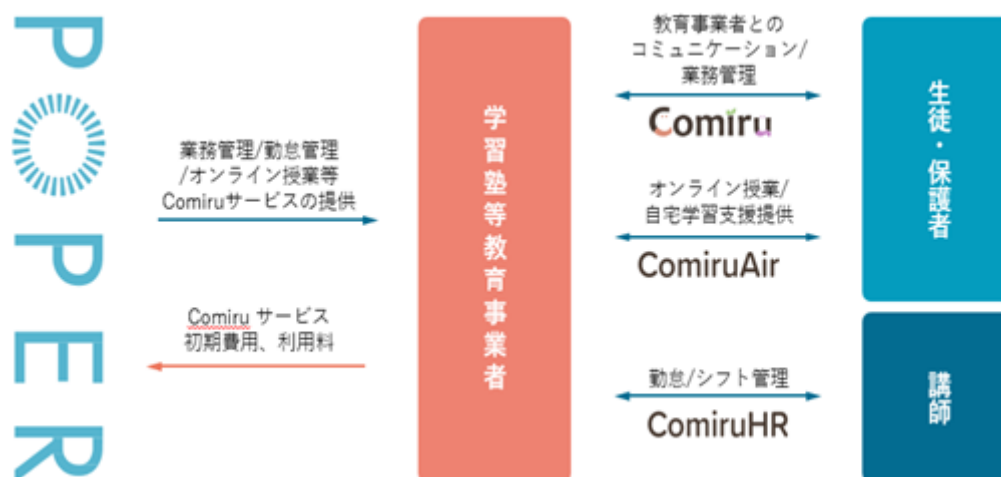 POPER
業務管理/勤怠管理
/オンライン授業等
Comiruサービスの提供
Comiru サービス
初期費用、利用料
学習塾等教育事業者
教育事業者との
コミュニケーション/
業務管理
Comiru
オンライン授業/
自宅学習支援提供
ComiruAir
勤怠/シフト管理
ComiruHR
生徒・保護者
講師